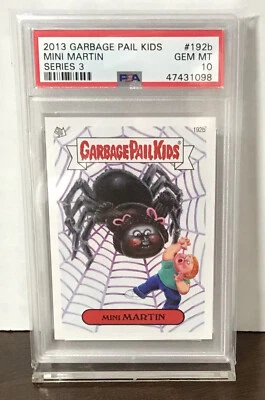 2013 GARBAGE PAIL KIDS #192b
MINI MARTIN GEM MT
SERIES 3 10
PSA 47431098
192b
GARBAGE PAIL KIDS
MINI MARTIN